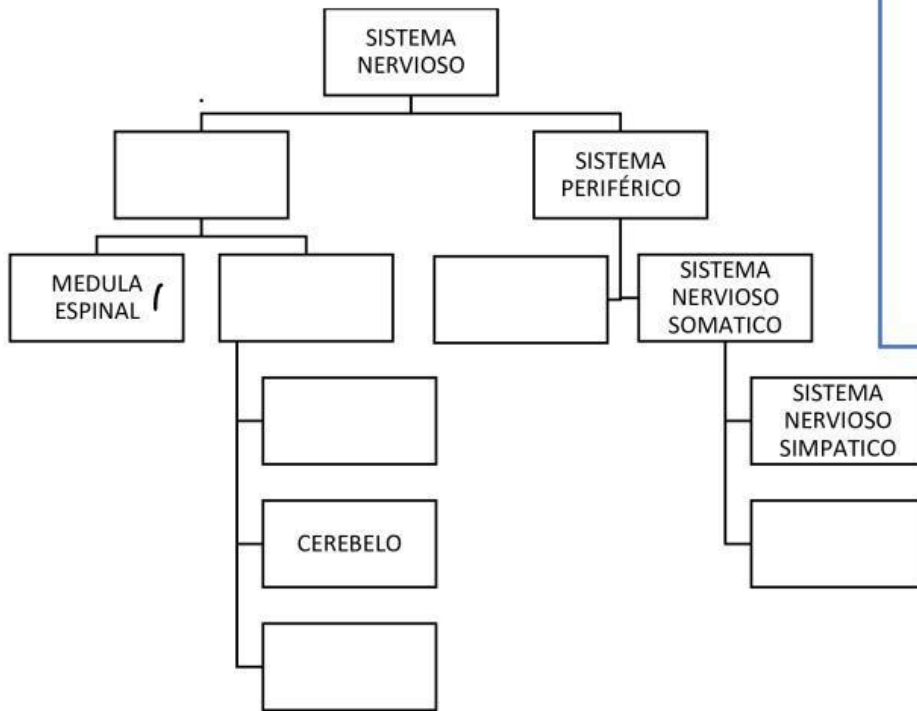 SISTEMA
NERVIOSO
SISTEMA
PERIFÉRICO
MEDULA
ESPINAL
SISTEMA
NERVIOSO
SOMATICO
SISTEMA
NERVIOSO
SIMPATICO
CEREBELO